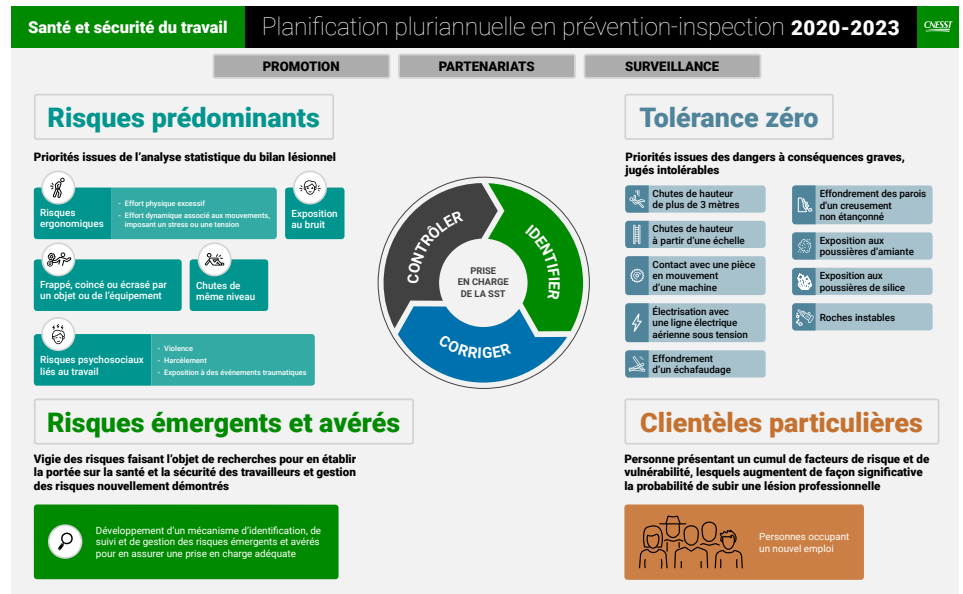 Santé et sécurité du travail
Planification pluriannuelle en prévention-inspection 2020-2023
CNESST
PROMOTION
PARTENARIATS
SURVEILLANCE
Risques prédominants
Priorités issues de l'analyse statistique du bilan lésionnel
Risques
ergonomiques
- Effort physique excessif
- Effort dynamique associé aux mouvements,
imposant un stress ou une tension
Exposition
au bruit
Frappé, coincé ou écrasé par
un objet ou de l'équipement
Chutes de
même niveau
Risques psychosociaux
liés au travail
- Violence
- Harcèlement
- Exposition à des événements traumatiques
CONTRÔLER
IDENTIFIER
CORRIGER
PRISE
EN CHARGE
DE LA SST
Tolérance zéro
Priorités issues des dangers à conséquences graves,
jugés intolérables
Chutes de hauteur
de plus de 3 mètres
Chutes de hauteur
à partir d'une échelle
Contact avec une pièce
en mouvement
d'une machine
Électrisation avec
une ligne électrique
aérienne sous tension
Effondrement
d'un échafaudage
Effondrement des parois
d'un creusement
non étançonné
Exposition aux
poussières d'amiante
Exposition aux
poussières de silice
Roches instables
Risques émergents et avérés
Vigie des risques faisant l'objet de recherches pour en établir
la portée sur la santé et la sécurité des travailleurs et gestion
des risques nouvellement démontrés
Développement d'un mécanisme d'identification, de
suivi et de gestion des risques émergents et avérés
pour en assurer une prise en charge adéquate
Clientèles particulières
Personne présentant un cumul de facteurs de risque et de
vulnérabilité, lesquels augmentent de façon significative
la probabilité de subir une lésion professionnelle
Personnes occupant
un nouvel emploi